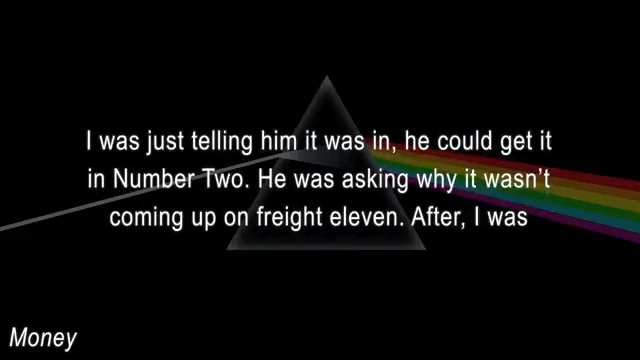 I was just telling him it was in, he could get it
in Number Two. He was asking why it wasn’t
coming up on freight eleven. After, I was
Money